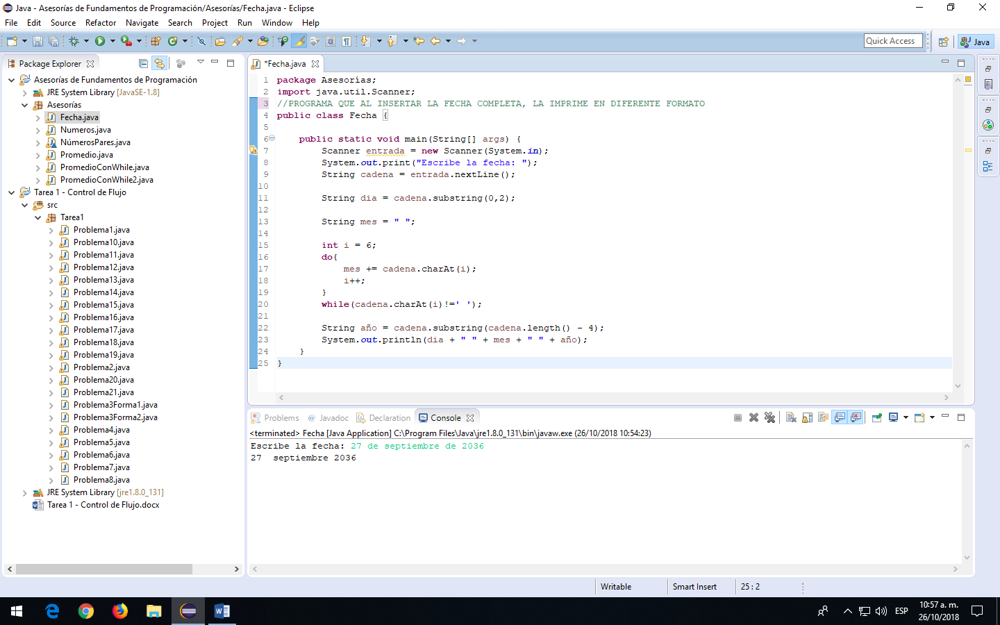 Java - Asesorías de Fundamentos de Programación/Asesorías/Fecha.java - Eclipse
File Edit Source Refactor Navigate Search Project Run Window Help
Quick Access
Java
Package Explorer
Asesorías de Fundamentos de Programación
JRE System Library [JavaSE-1.8]
Asesorías
Fecha.java
Numeros.java
NúmerosPares.java
Promedio.java
PromedioConWhile.java
PromedioConWhile2.java
Tarea 1 - Control de Flujo
src
Tarea1
Problema1.java
Problema10.java
Problema11.java
Problema12.java
Problema13.java
Problema14.java
Problema15.java
Problema16.java
Problema17.java
Problema18.java
Problema19.java
Problema2.java
Problema20.java
Problema21.java
Problema3Forma1.java
Problema3Forma2.java
Problema4.java
Problema5.java
Problema6.java
Problema7.java
Problema8.java
JRE System Library [jre1.8.0_131]
Tarea 1 - Control de Flujo.docx
*Fecha.java
1 package Asesorías;
2 import java.util.Scanner;
3 //PROGRAMA QUE AL INSERTAR LA FECHA COMPLETA, LA IMPRIME EN DIFERENTE FORMATO
4 public class Fecha {
5
6 public static void main(String[] args) {
7 Scanner entrada = new Scanner(System.in);
8 System.out.print("Escribe la fecha: ");
9 String cadena = entrada.nextLine();
10
11 String dia = cadena.substring(0,2);
12
13 String mes = " ";
14
15 int i = 6;
16 do{
17 mes += cadena.charAt(i);
18 i++;
19 }
20 while(cadena.charAt(i)!=' ');
21
22 String año = cadena.substring(cadena.length() - 4);
23 System.out.println(dia + " " + mes + " " + año);
24 }
25 }
Problems @ Javadoc Declaration Console
<terminated> Fecha [Java Application] C:\Program Files\Java\jre1.8.0_131\bin\javaw.exe (26/10/2018 10:54:23)
Escribe la fecha: 27 de septiembre de 2036
27  septiembre 2036
Writable Smart Insert 25 : 2
ESP
10:57 a. m.
26/10/2018